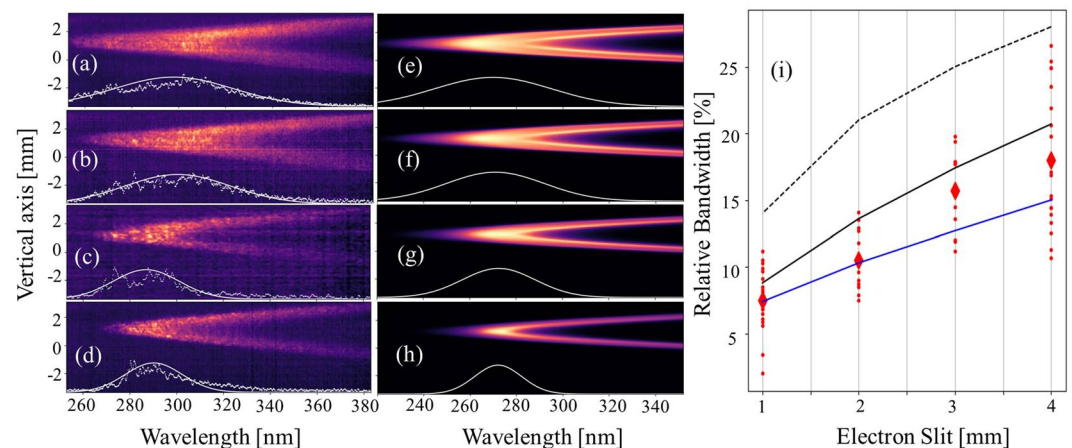 Vertical axis [mm]
2
0
-2
(a)
2
0
-2
(b)
2
0
-2
(c)
2
0
-2
(d)
260 280 300 320 340 360 380
Wavelength [nm]
(e)
(f)
(g)
(h)
260 280 300 320 340
Wavelength [nm]
Relative Bandwidth [%]
25
20
15
10
5
(i)
1 2 3 4
Electron Slit [mm]